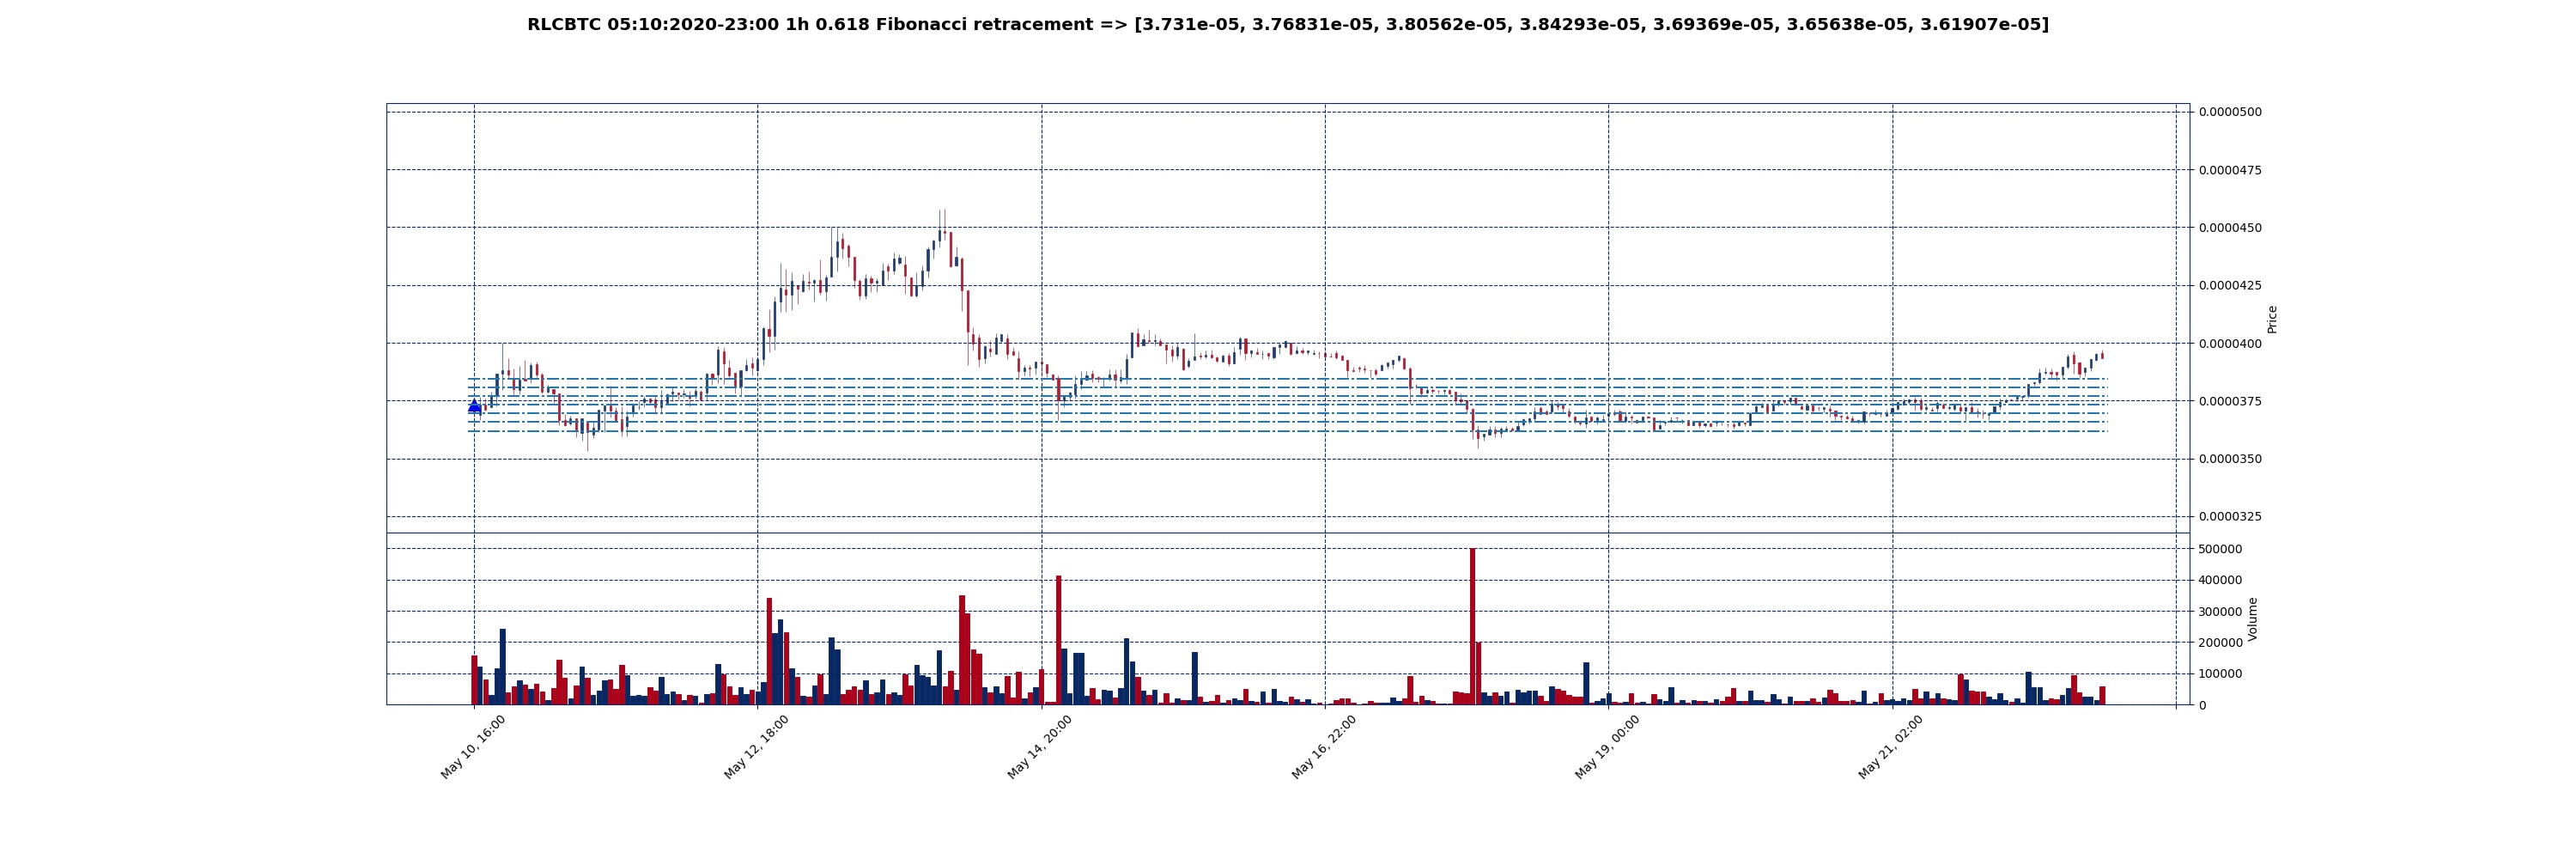 RLCBTC 05:10:2020-23:00 1h 0.618 Fibonacci retracement => [3.731e-05, 3.76831e-05, 3.80562e-05, 3.84293e-05, 3.69369e-05, 3.65638e-05, 3.61907e-05]
0.0000500
0.0000475
0.0000450
0.0000425
Price
0.0000400
0.0000375
0.0000350
0.0000325
500000
400000
300000
Volume
200000
100000
0
May 10, 16:00
May 12, 18:00
May 14, 20:00
May 16, 22:00
May 19, 00:00
May 21, 02:00